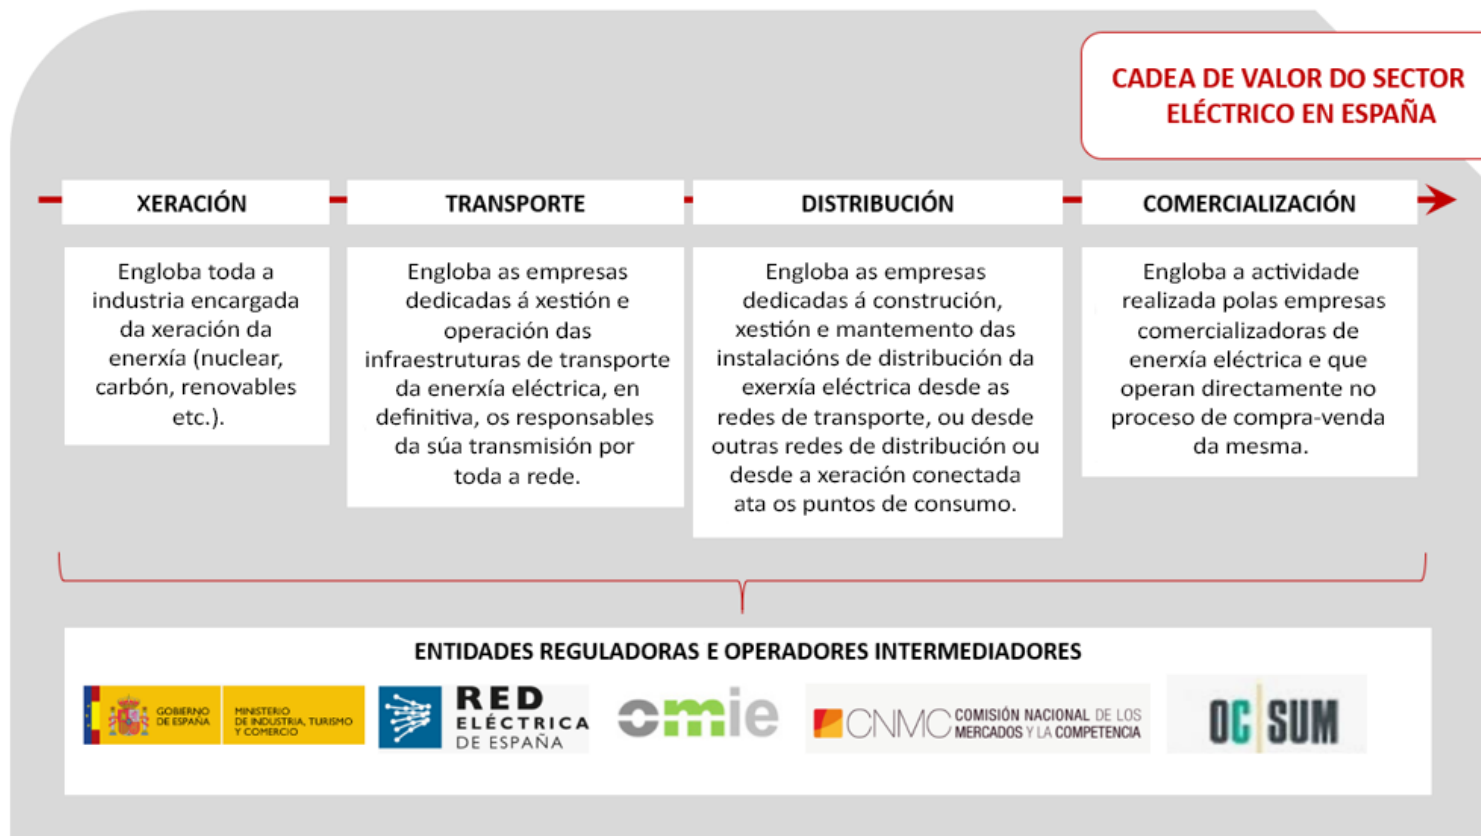 CADEA DE VALOR DO SECTOR
ELÉCTRICO EN ESPAÑA
XERACIÓN
TRANSPORTE
DISTRIBUCIÓN
COMERCIALIZACIÓN
Engloba toda a
industria encargada
da xeración da
enerxía (nuclear,
carbón, renovables
etc.).
Engloba as empresas
dedicadas á xestión e
operación das
infraestruturas de transporte
da enerxía eléctrica, en
definitiva, os responsables
da súa transmisión por
toda a rede.
Engloba as empresas
dedicadas á construción,
xestión e mantemento das
instalacións de distribución da
exerxía eléctrica desde as
redes de transporte, ou desde
outras redes de distribución ou
desde a xeración conectada
ata os puntos de consumo.
Engloba a actividade
realizada polas empresas
comercializadoras de
enerxía eléctrica e que
operan directamente no
proceso de compra-venda
da mesma.
ENTIDADES REGULADORAS E OPERADORES INTERMEDIADORES
GOBIERNO
DE ESPAÑA
MINISTERIO
DE INDUSTRIA, TURISMO
Y COMERCIO
RED
ELÉCTRICA
DE ESPAÑA
omie
CNMC
COMISIÓN NACIONAL DE LOS
MERCADOS Y LA COMPETENCIA
OC SUM